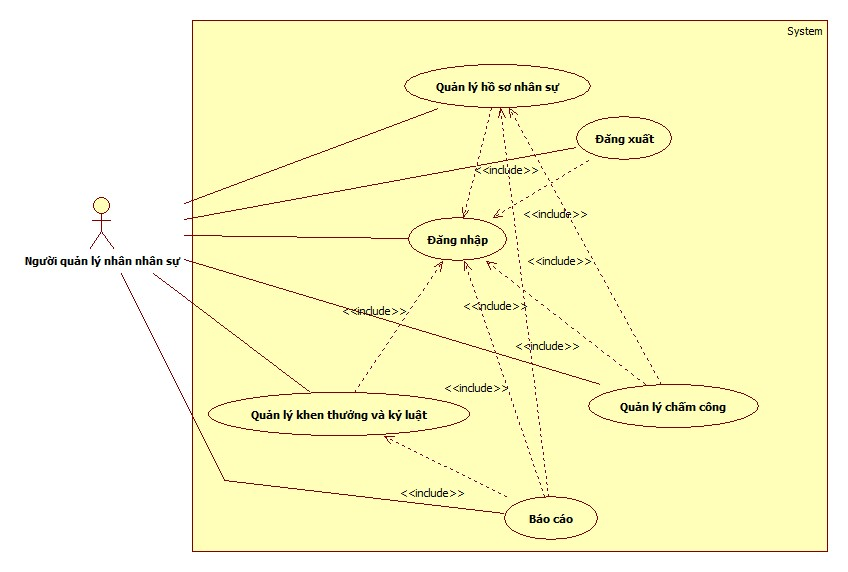 System
Quản lý hồ sơ nhân sự
Đăng xuất
<<include>>
<<include>>
Đăng nhập
Người quản lý nhân nhân sự
<<include>>
<<include>>
<<include>>
<<include>>
<<include>>
Quản lý khen thưởng và kỷ luật
Quản lý chấm công
<<include>>
Báo cáo